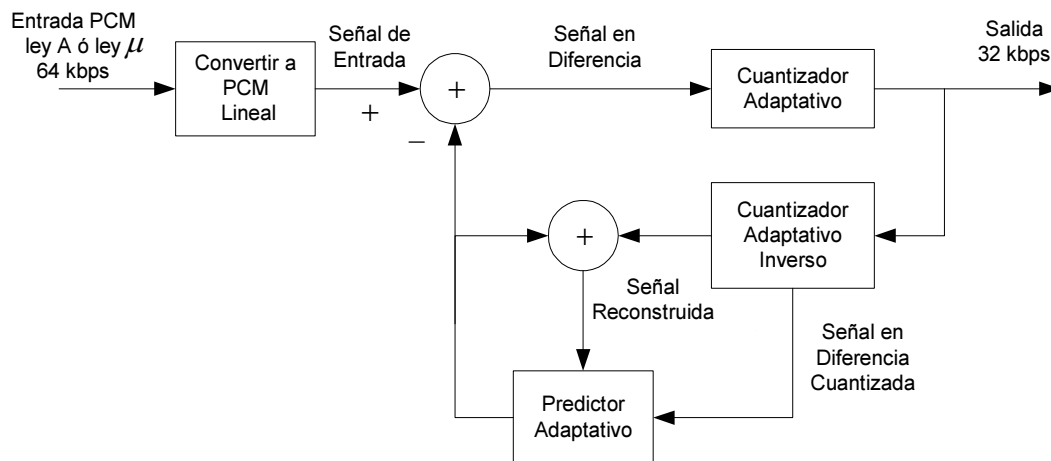 Entrada PCM
ley A ó ley μ
64 kbps
Convertir a
PCM
Lineal
Señal de
Entrada
+
−
+
Señal en
Diferencia
Cuantizador
Adaptativo
Salida
32 kbps
+
Cuantizador
Adaptativo
Inverso
Señal
Reconstruida
Señal en
Diferencia
Cuantizada
Predictor
Adaptativo